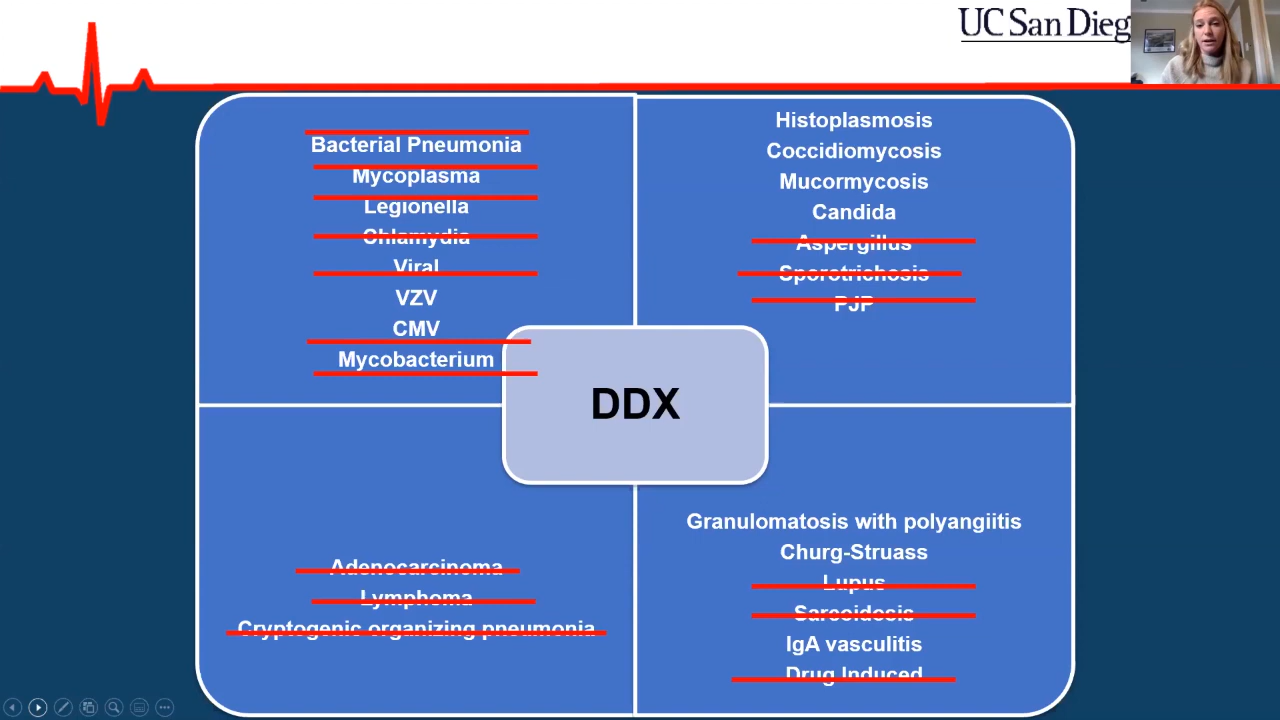 UC San Dieg
Bacterial Pneumonia
Mycoplasma
Legionella
Chlamydia
Viral
VZV
CMV
Mycobacterium
Histoplasmosis
Coccidiomycosis
Mucormycosis
Candida
Aspergillus
Sporotrichosis
PJP
DDX
Adenocarcinoma
Lymphoma
Cryptogenic organizing pneumonia
Granulomatosis with polyangiitis
Churg-Struass
Lupus
Sarcoidosis
IgA vasculitis
Drug Induced